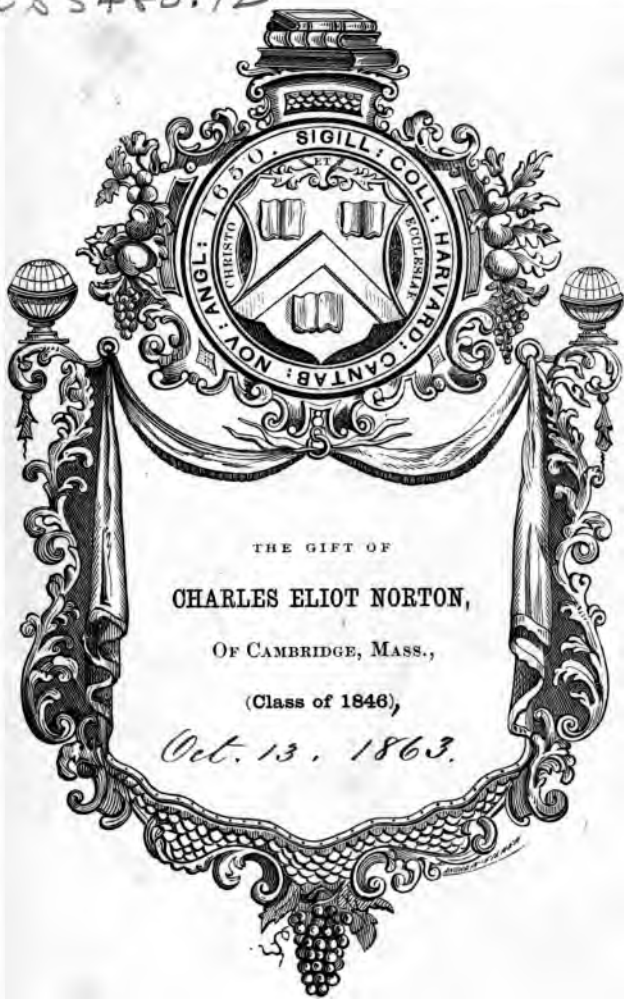 SIGILL: COLL: HARVARD: CANTAB: NOV: ANGL: 1650.
CHRISTO
ET
ECCLESIAE
THE GIFT OF
CHARLES ELIOT NORTON,
OF CAMBRIDGE, MASS.,
(Class of 1846),
Oct. 13. 1863.